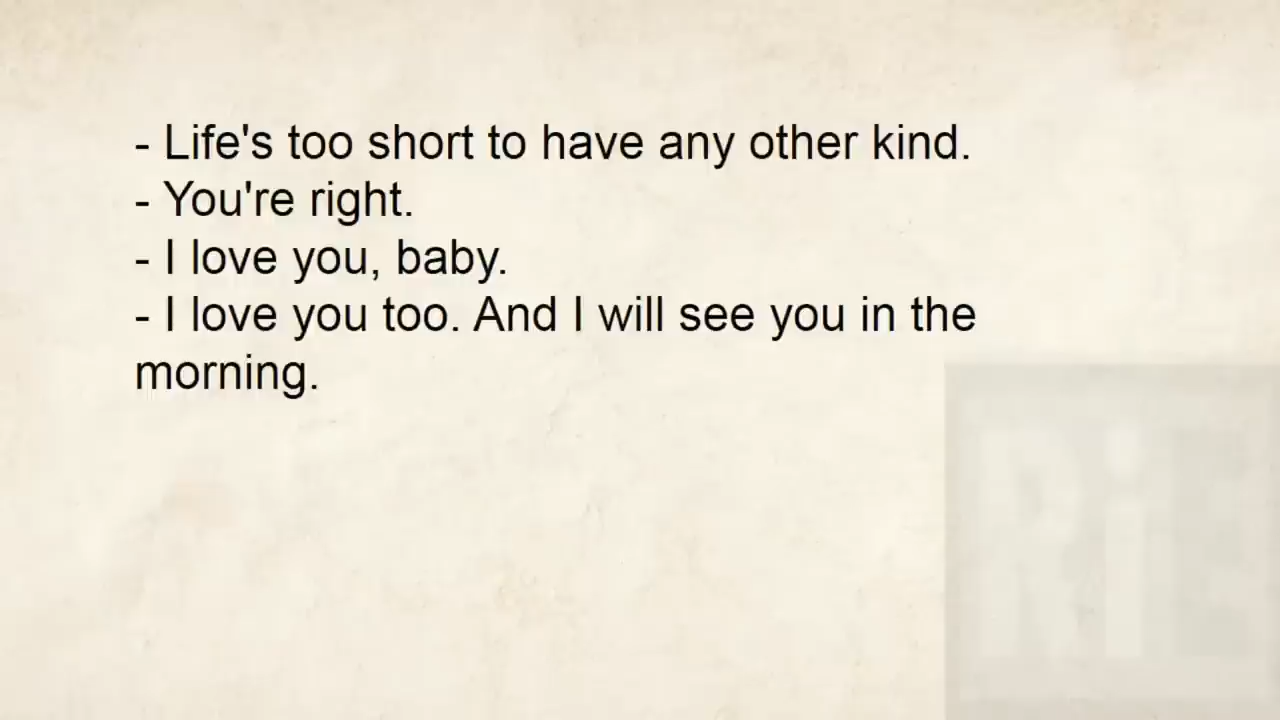 - Life's too short to have any other kind.
- You're right.
- I love you, baby.
- I love you too. And I will see you in the
morning.